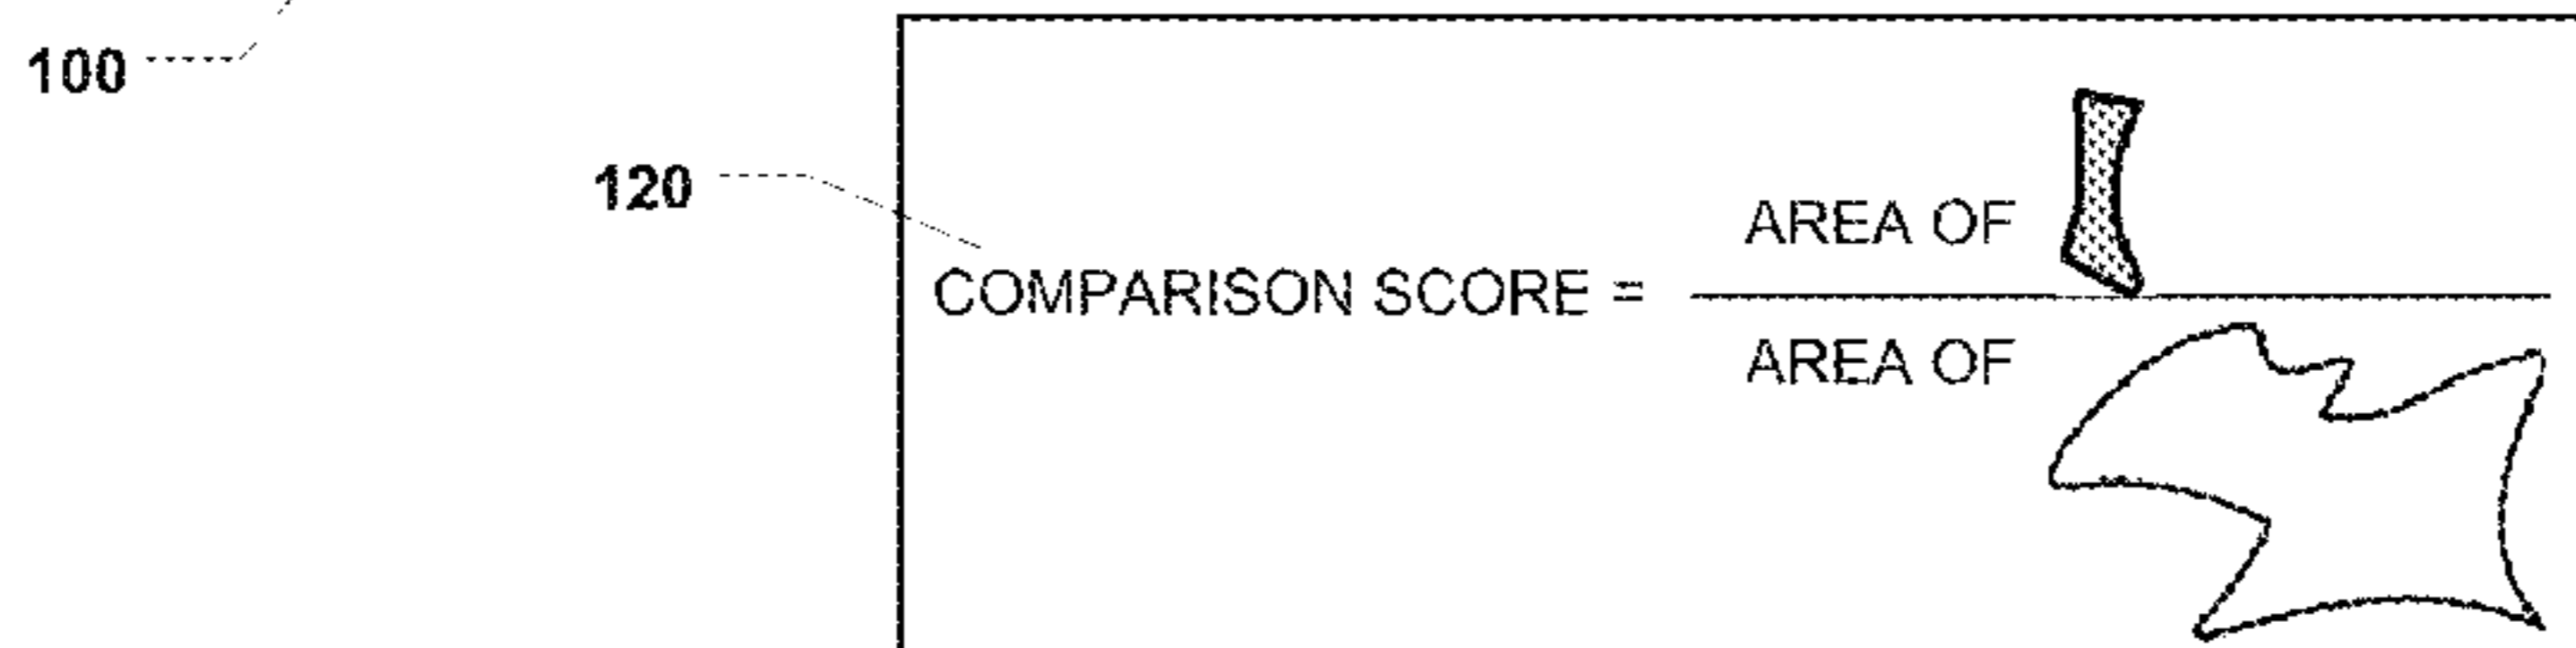 100
120
AREA OF
COMPARISON SCORE =
AREA OF